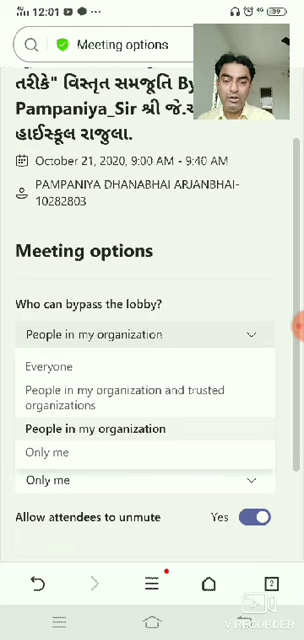 12:01
39
Meeting options
તરીકે" વિસ્તૃત સમજૂતિ By
Pampaniya_Sir શ્રી જે.
હાઈસ્કૂલ રાજુલા.
October 21, 2020, 9:00 AM - 9:40 AM
PAMPANIYA DHANABHAI ARJANBHAI-
10282803
Meeting options
Who can bypass the lobby?
People in my organization
Everyone
People in my organization and trusted
organizations
People in my organization
Only me
Only me
Allow attendees to unmute Yes
2
V RECORDER